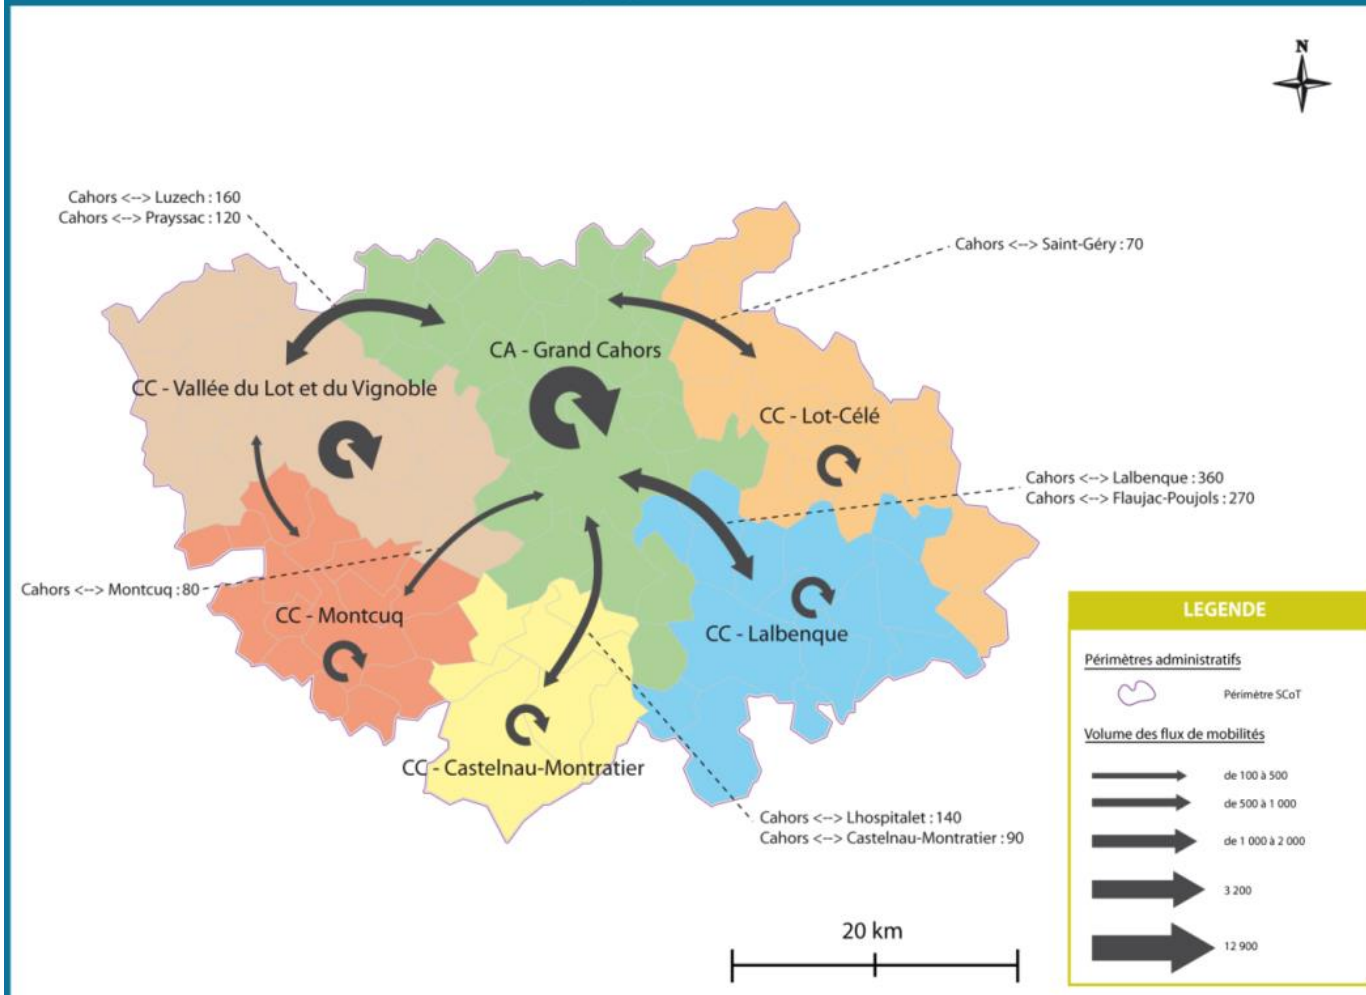 N
Cahors <--> Luzech : 160
Cahors <--> Prayssac : 120
Cahors <--> Saint-Géry : 70
CA - Grand Cahors
CC - Vallée du Lot et du Vignoble
CC - Lot-Célé
Cahors <--> Lalbenque : 360
Cahors <--> Flaujac-Poujols : 270
Cahors <--> Montcuq : 80
CC - Montcuq
CC - Lalbenque
CC - Castelnau-Montratier
Cahors <--> Lhospitalet : 140
Cahors <--> Castelnau-Montratier : 90
20 km
LEGENDE
Périmètres administratifs
Périmètre SCoT
Volume des flux de mobilités
de 100 à 500
de 500 à 1 000
de 1 000 à 2 000
3 200
12 900